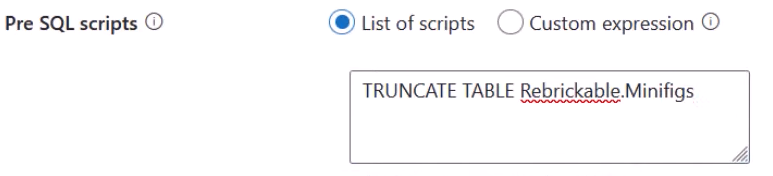 Pre SQL scripts List of scripts Custom expression
TRUNCATE TABLE Rebrickable.Minifigs